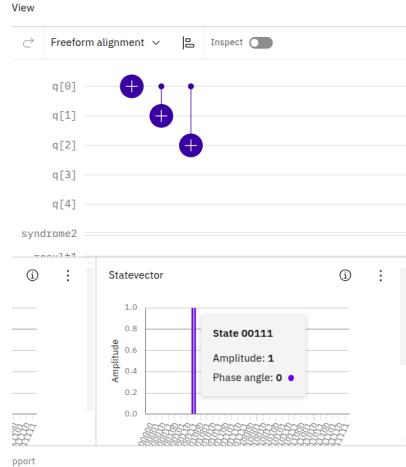 View
Freeform alignment
Inspect
q[0]
q[1]
q[2]
q[3]
q[4]
syndrome2
Statevector
1.0
0.8
0.6
0.4
0.2
0.0
Amplitude
State 00111
Amplitude: 1
Phase angle: 0
pport